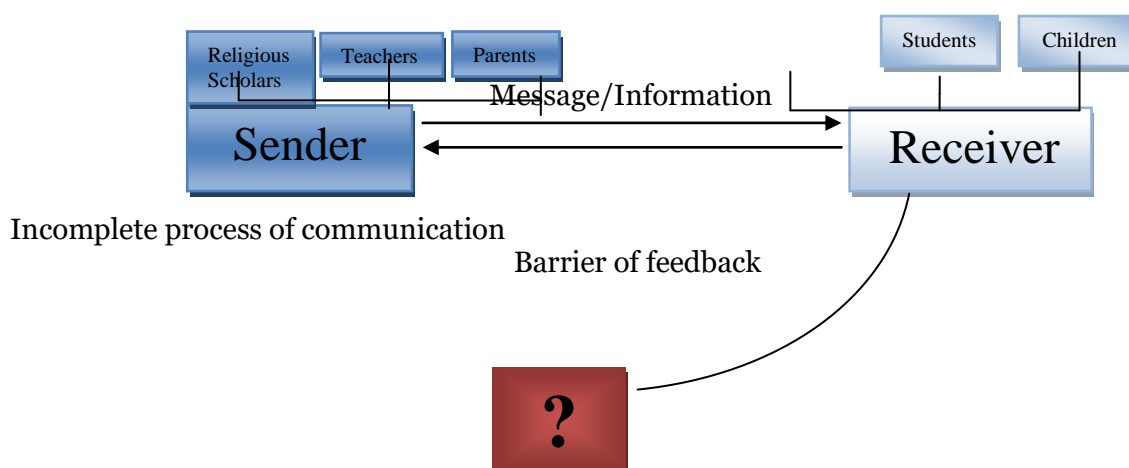 Religious
Scholars
Teachers
Parents
Students
Children
Message/Information
Sender
Receiver
Incomplete process of communication
Barrier of feedback
?